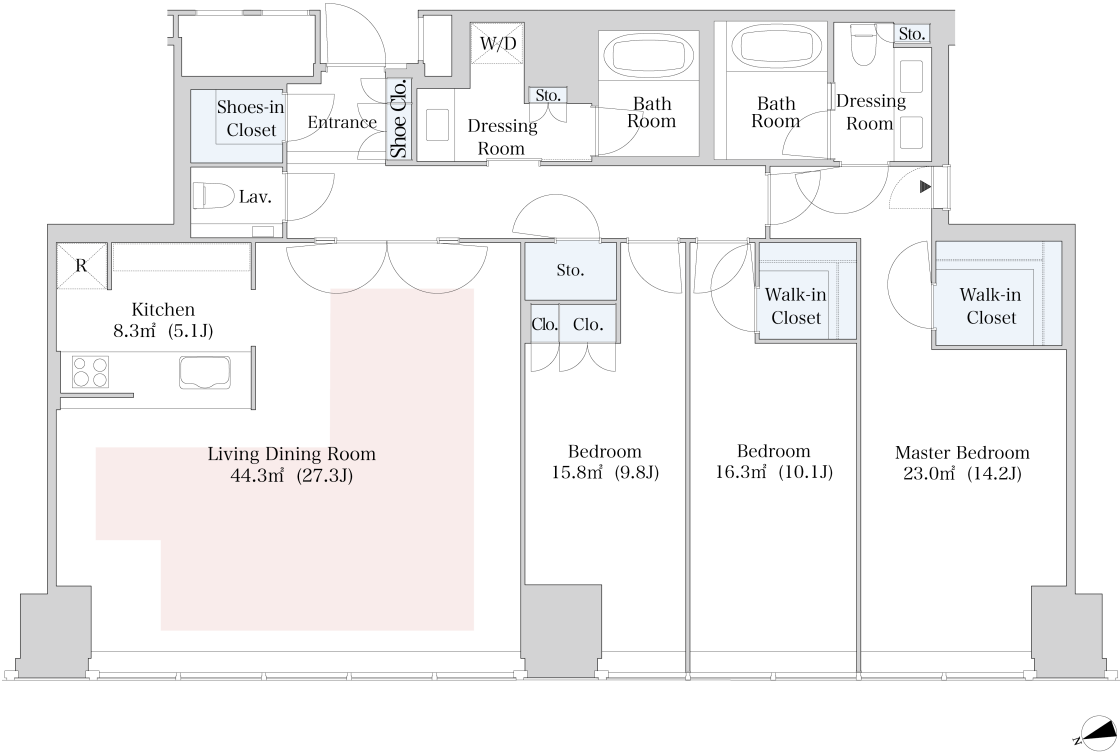 W/D
Sto.
Shoes-in
Closet
Entrance
Shoe Clo.
Sto.
Dressing
Room
Bath
Room
Bath
Room
Dressing
Room
Lav.
R
Kitchen
8.3㎡ (5.1J)
Sto.
Clo.
Clo.
Walk-in
Closet
Walk-in
Closet
Living Dining Room
44.3㎡ (27.3J)
Bedroom
15.8㎡ (9.8J)
Bedroom
16.3㎡ (10.1J)
Master Bedroom
23.0㎡ (14.2J)
N